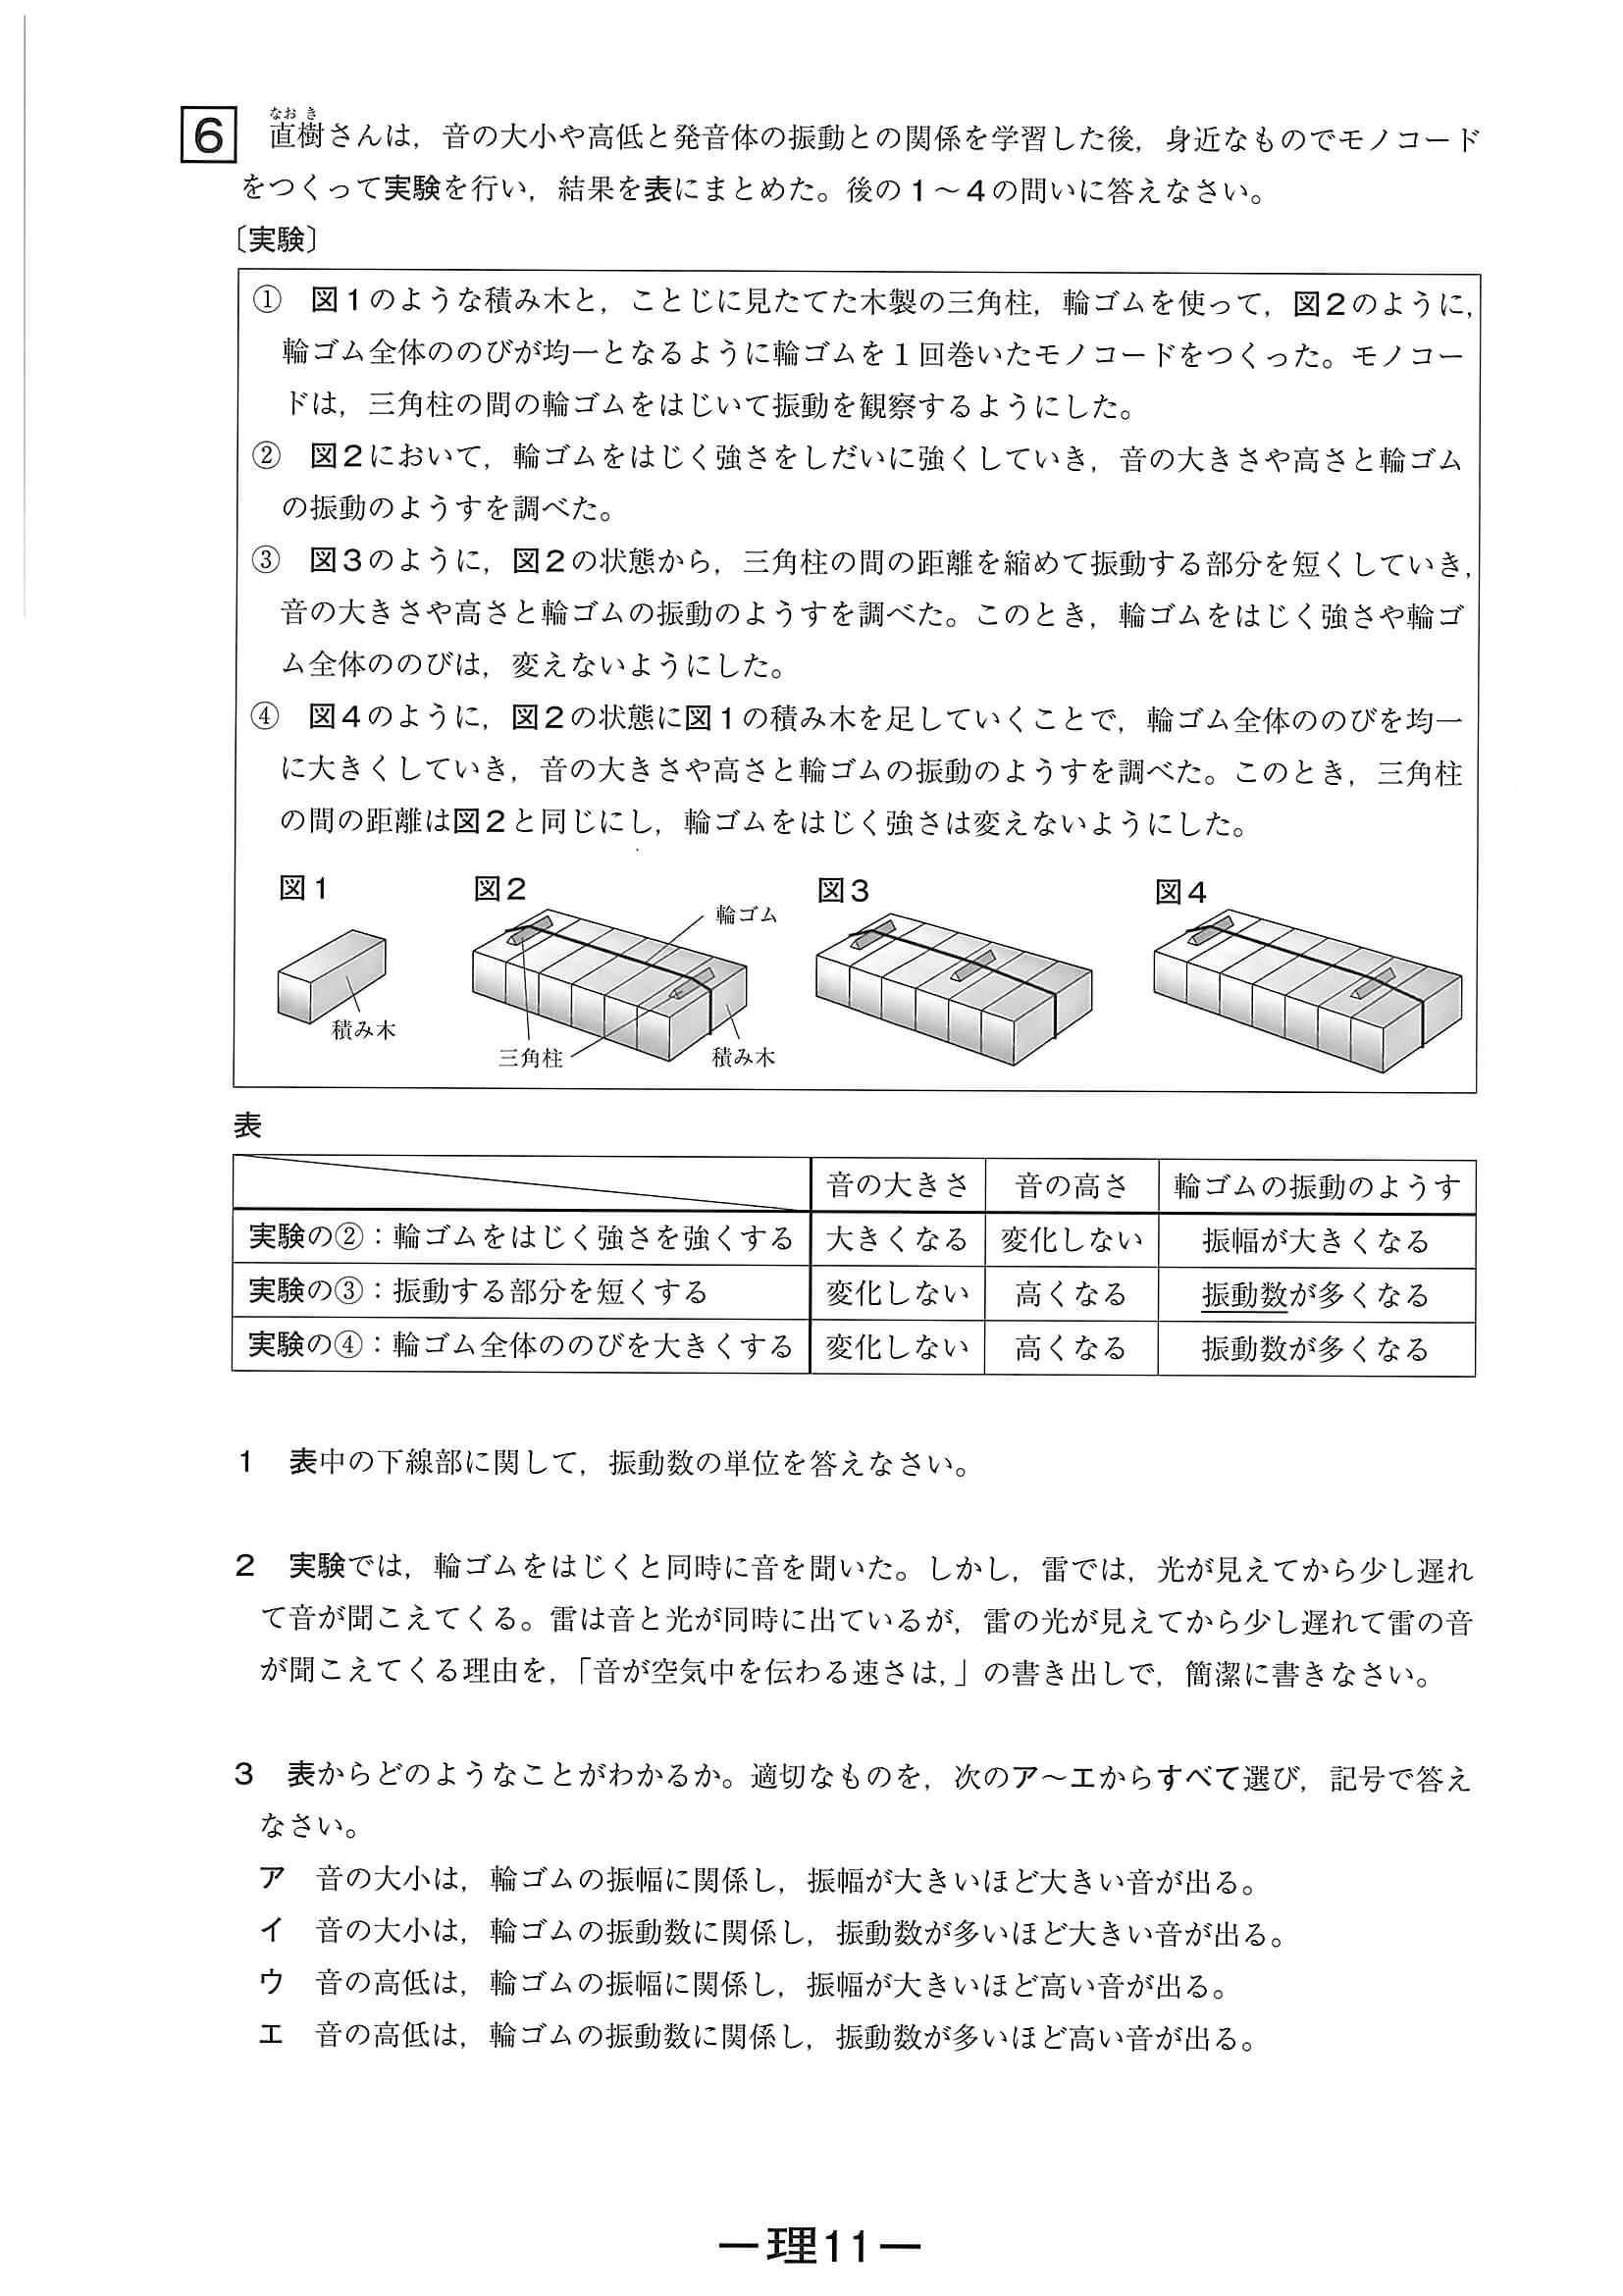 6 直樹さんは，音の大小や高低と発音体の振動との関係を学習した後，身近なものでモノコード
なおき
をつくって実験を行い，結果を表にまとめた。後の１～４の問いに答えなさい。
〔実験〕
① 図１のような積み木と，ことじに見たてた木製の三角柱，輪ゴムを使って，図２のように，
輪ゴム全体ののびが均一となるように輪ゴムを１回巻いたモノコードをつくった。モノコー
ドは，三角柱の間の輪ゴムをはじいて振動を観察するようにした。
② 図２において，輪ゴムをはじく強さをしだいに強くしていき，音の大きさや高さと輪ゴム
の振動のようすを調べた。
③ 図３のように，図２の状態から，三角柱の間の距離を縮めて振動する部分を短くしていき，
音の大きさや高さと輪ゴムの振動のようすを調べた。このとき，輪ゴムをはじく強さや輪ゴ
ム全体ののびは，変えないようにした。
④ 図４のように，図２の状態に図１の積み木を足していくことで，輪ゴム全体ののびを均一
に大きくしていき，音の大きさや高さと輪ゴムの振動のようすを調べた。このとき，三角柱
の間の距離は図２と同じにし，輪ゴムをはじく強さは変えないようにした。
図１ 図２ 図３ 図４
輪ゴム
積み木
三角柱 積み木
表
音の大きさ 音の高さ 輪ゴムの振動のようす
実験の②：輪ゴムをはじく強さを強くする 大きくなる 変化しない 振幅が大きくなる
実験の③：振動する部分を短くする 変化しない 高くなる 振動数が多くなる
実験の④：輪ゴム全体ののびを大きくする 変化しない 高くなる 振動数が多くなる
１ 表中の下線部に関して，振動数の単位を答えなさい。
２ 実験では，輪ゴムをはじくと同時に音を聞いた。しかし，雷では，光が見えてから少し遅れ
て音が聞こえてくる。雷は音と光が同時に出ているが，雷の光が見えてから少し遅れて雷の音
が聞こえてくる理由を，「音が空気中を伝わる速さは，」の書き出しで，簡潔に書きなさい。
３ 表からどのようなことがわかるか。適切なものを，次のア～エからすべて選び，記号で答え
なさい。
ア 音の大小は，輪ゴムの振幅に関係し，振幅が大きいほど大きい音が出る。
イ 音の大小は，輪ゴムの振動数に関係し，振動数が多いほど大きい音が出る。
ウ 音の高低は，輪ゴムの振幅に関係し，振幅が大きいほど高い音が出る。
エ 音の高低は，輪ゴムの振動数に関係し，振動数が多いほど高い音が出る。
－理11－